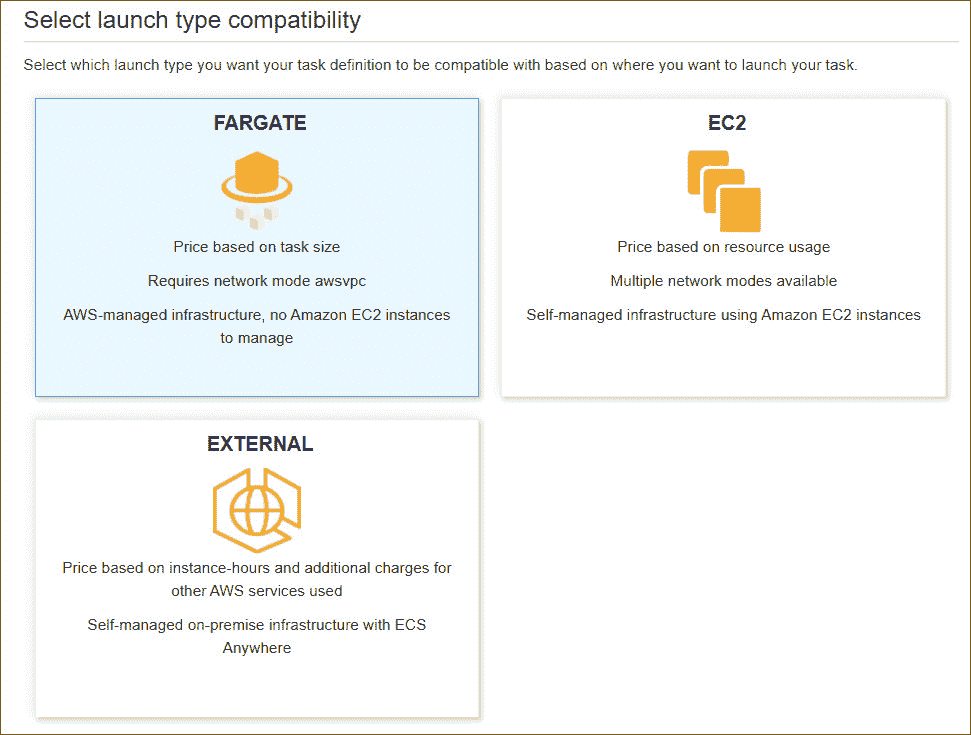 Select launch type compatibility
Select which launch type you want your task definition to be compatible with based on where you want to launch your task.
FARGATE
Price based on task size
Requires network mode awsvpc
AWS-managed infrastructure, no Amazon EC2 instances
to manage
EC2
Price based on resource usage
Multiple network modes available
Self-managed infrastructure using Amazon EC2 instances
EXTERNAL
Price based on instance-hours and additional charges for
other AWS services used
Self-managed on-premise infrastructure with ECS
Anywhere